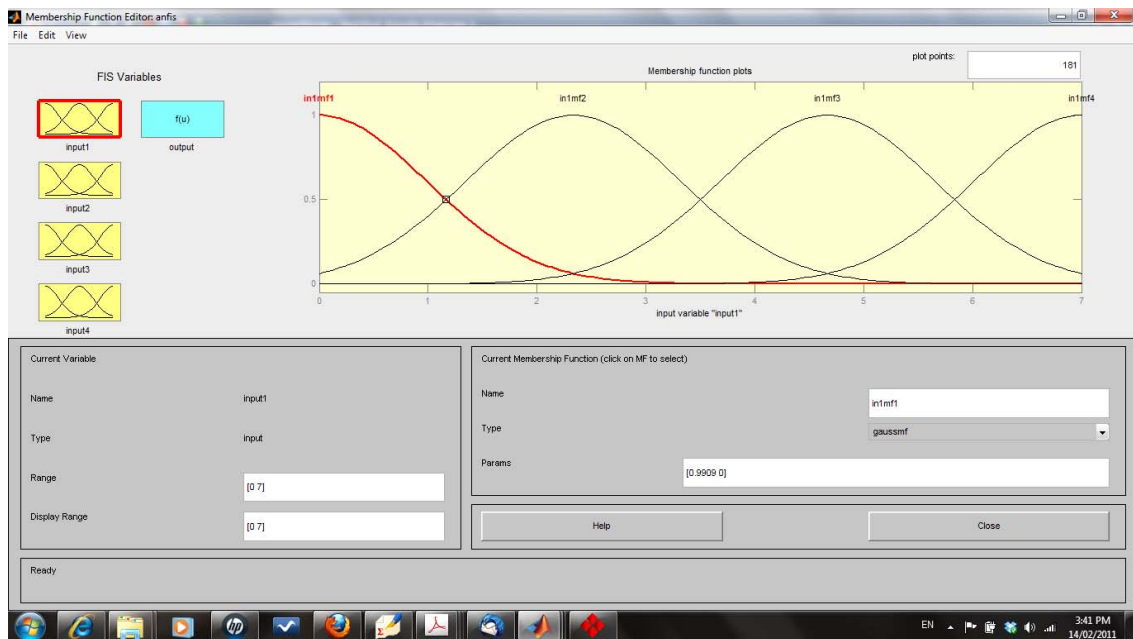 Membership Function Editor: anfis
File Edit View
FIS Variables
f(u)
input1
output
input2
input3
input4
plot points:
181
Membership function plots
in1mf1
in1mf2
in1mf3
in1mf4
1
0.5
0
0
1
2
3
4
5
6
7
input variable "input1"
Current Variable
Name
input1
Type
input
Range
[0 7]
Display Range
[0 7]
Current Membership Function (click on MF to select)
Name
in1mf1
Type
gaussmf
Params
[0.9909 0]
Help
Close
Ready
hp
EN
3:41 PM
14/02/2011